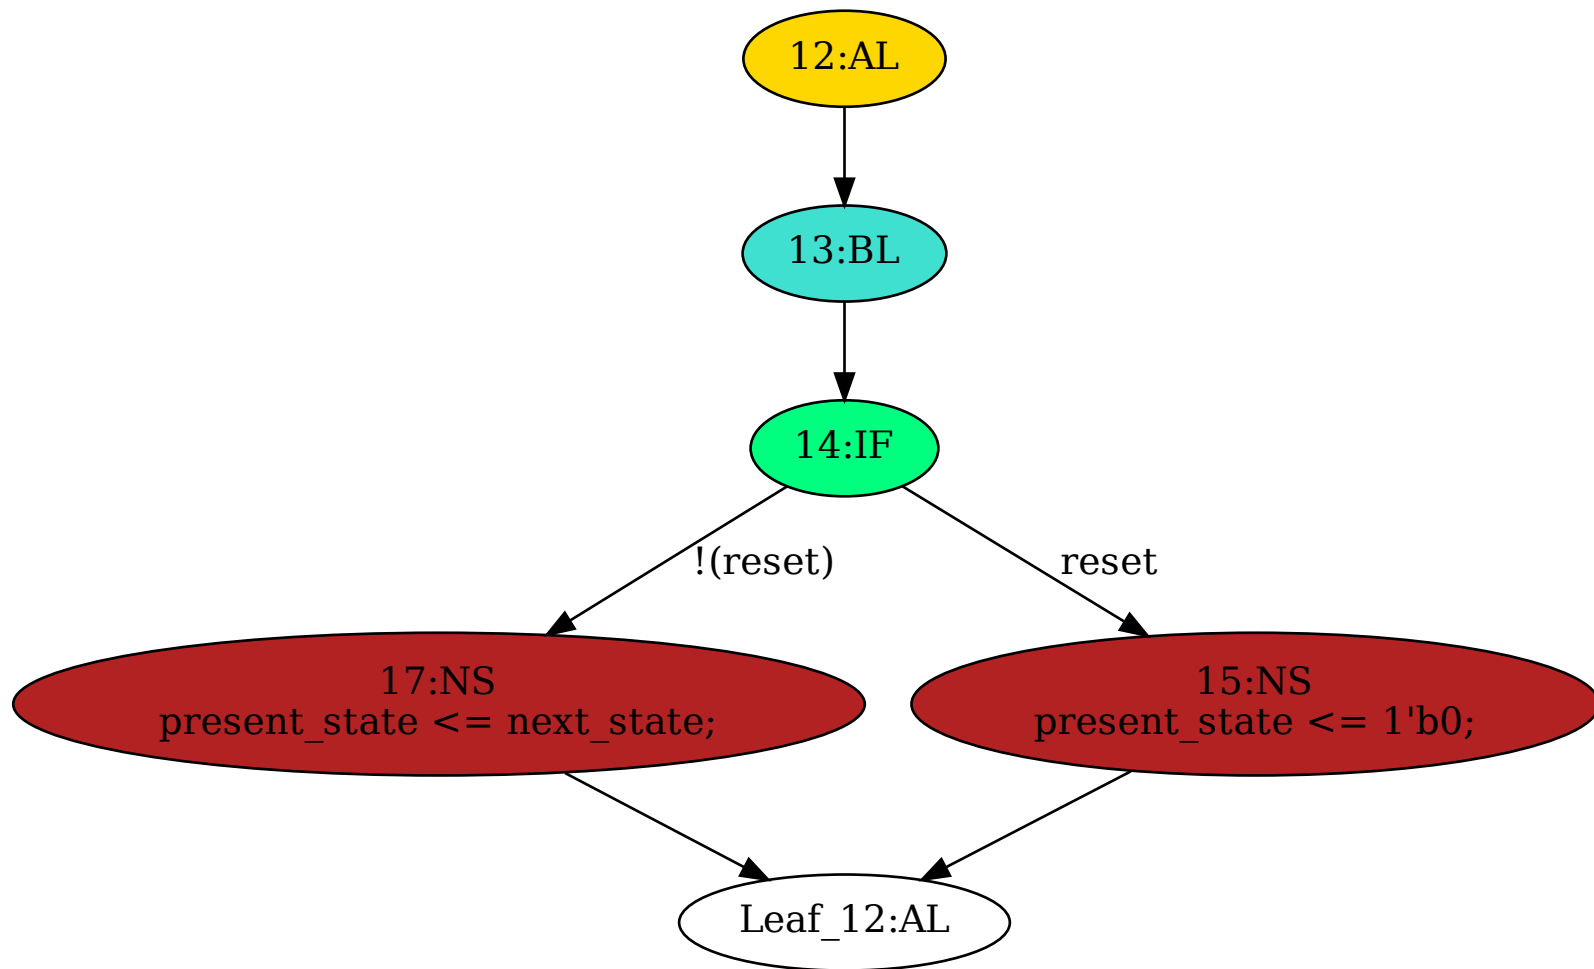 12:AL
13:BL
14:IF
!(reset)
reset
17:NS
present_state <= next_state;
15:NS
present_state <= 1'b0;
Leaf_12:AL